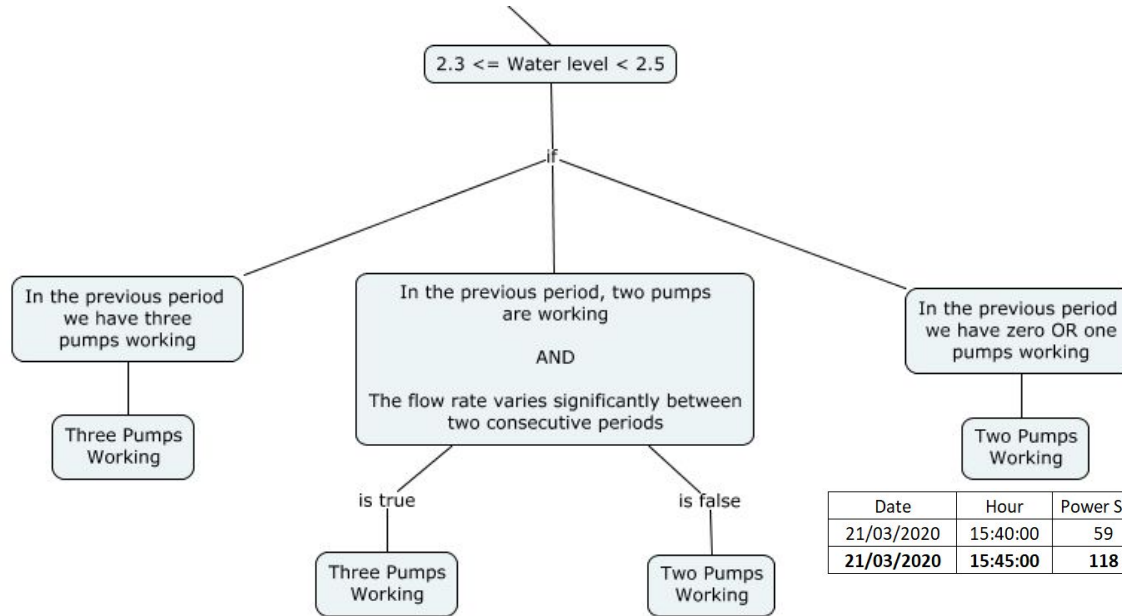 2.3 <= Water level < 2.5
if
In the previous period
we have three
pumps working
Three Pumps
Working
In the previous period, two pumps
are working
AND
The flow rate varies significantly between
two consecutive periods
is true
Three Pumps
Working
is false
Two Pumps
Working
In the previous period
we have zero OR one
pumps working
Two Pumps
Working
Date Hour Power S
21/03/2020 15:40:00 59
21/03/2020 15:45:00 118